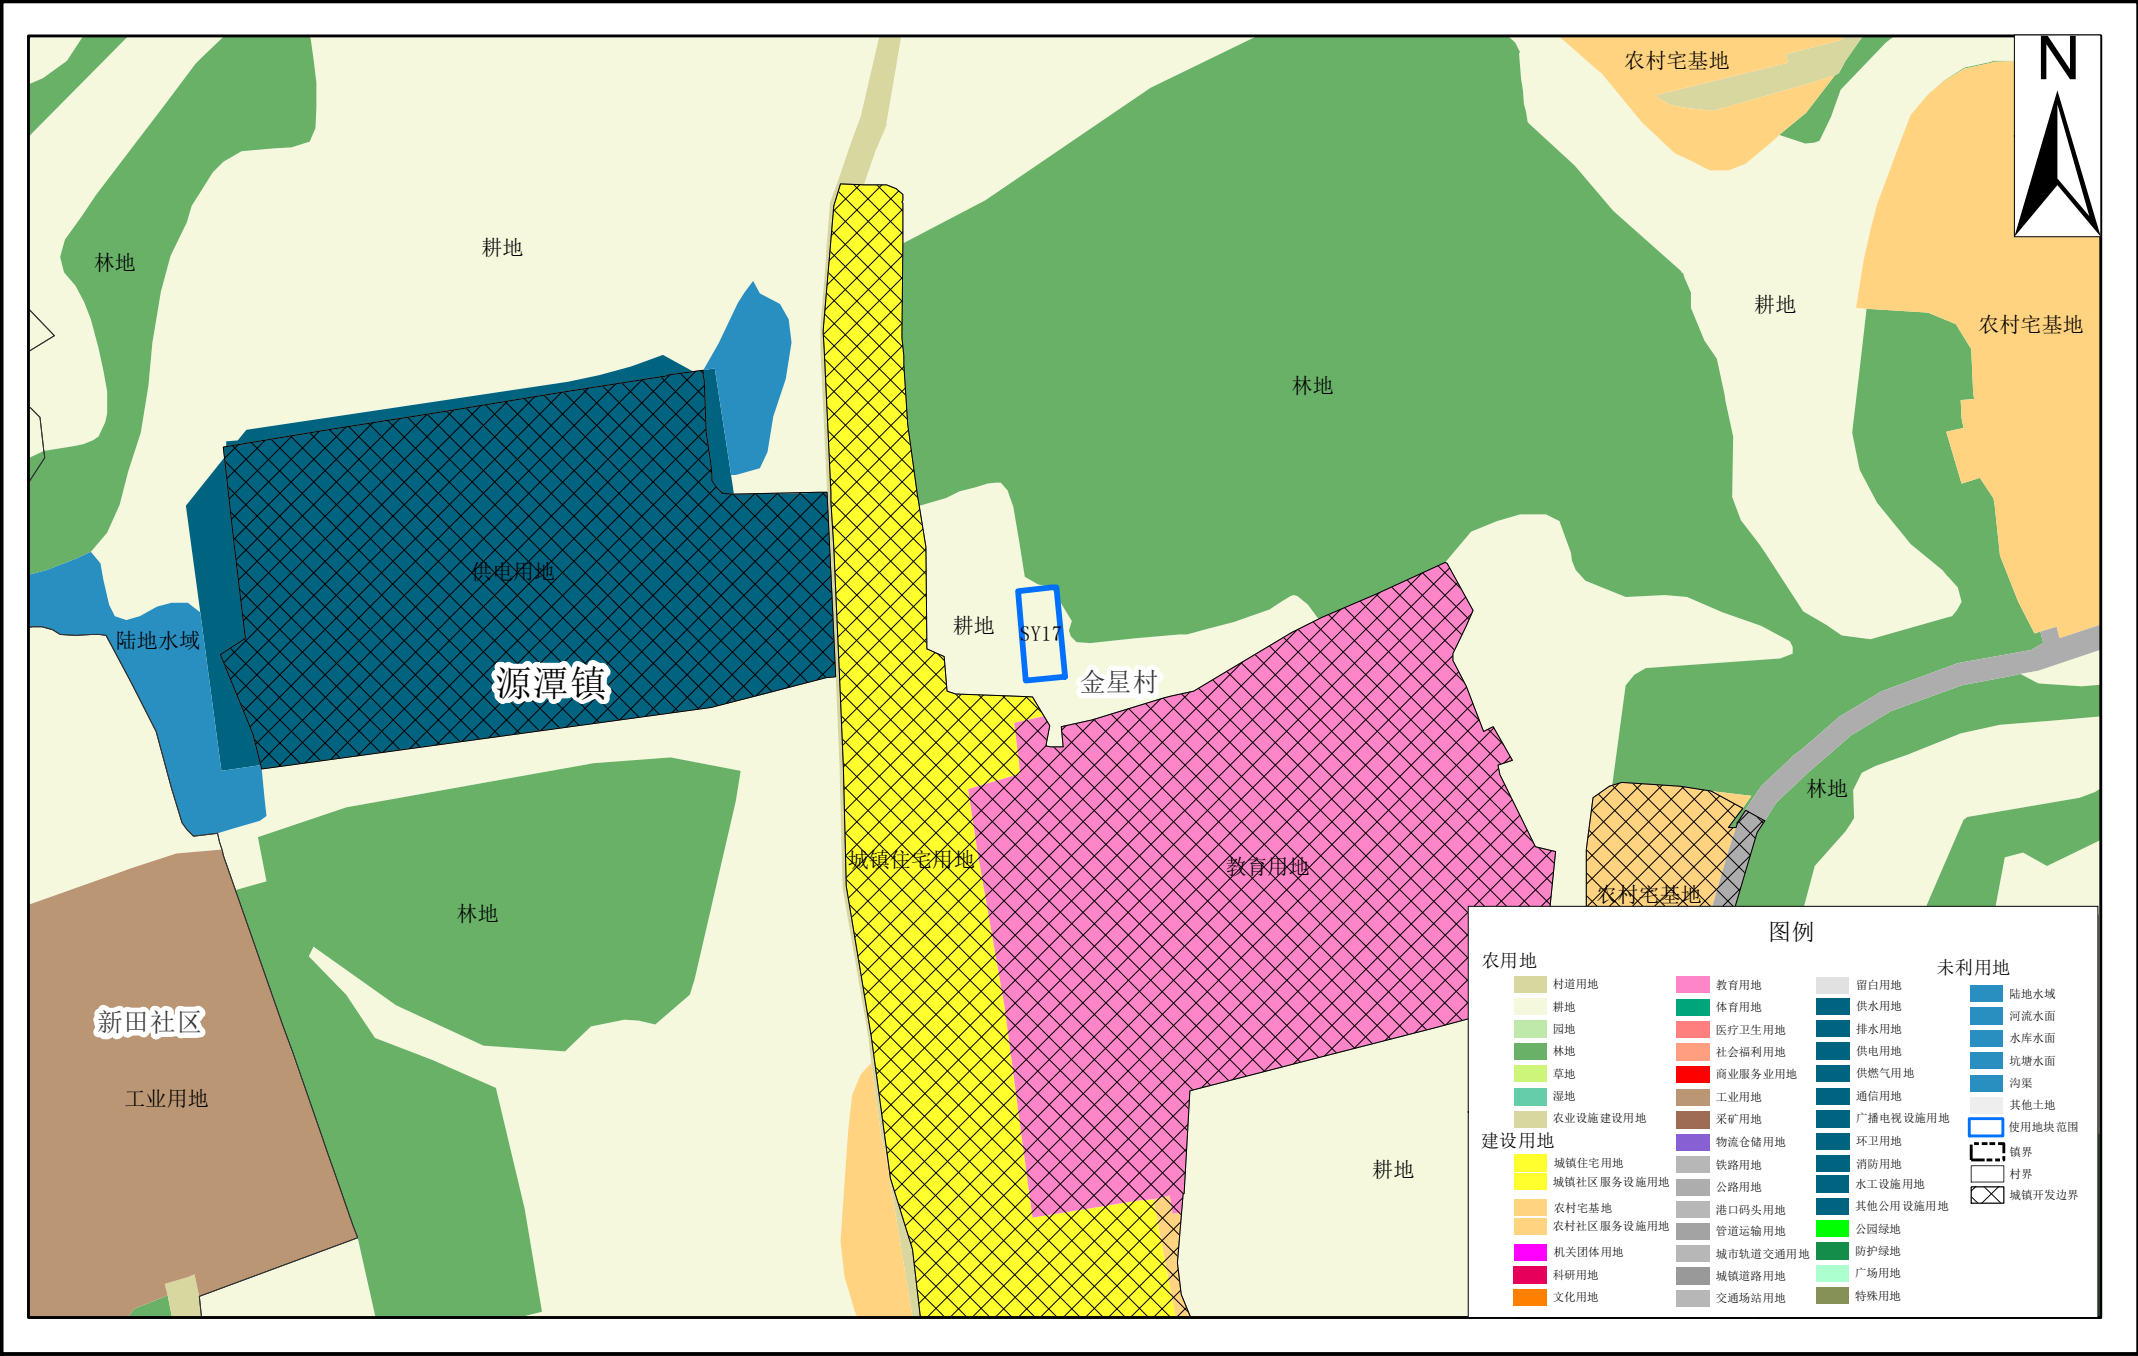 农村宅基地
N
耕地
林地
耕地
农村宅基地
林地
供电用地
耕地
SY17
陆地水域
源潭镇
金星村
林地
城镇住宅用地
教育用地
农村宅基地
林地
新田社区
工业用地
耕地
图例
农用地
村道用地
耕地
园地
林地
草地
湿地
农业设施建设用地
建设用地
城镇住宅用地
城镇社区服务设施用地
农村宅基地
农村社区服务设施用地
机关团体用地
科研用地
文化用地
教育用地
体育用地
医疗卫生用地
社会福利用地
商业服务业用地
工业用地
采矿用地
物流仓储用地
铁路用地
公路用地
港口码头用地
管道运输用地
城市轨道交通用地
城镇道路用地
交通场站用地
留白用地
供水用地
排水用地
供电用地
供燃气用地
通信用地
广播电视设施用地
环卫用地
消防用地
水工设施用地
其他公用设施用地
公园绿地
防护绿地
广场用地
特殊用地
未利用地
陆地水域
河流水面
水库水面
坑塘水面
沟渠
其他土地
使用地块范围
镇界
村界
城镇开发边界